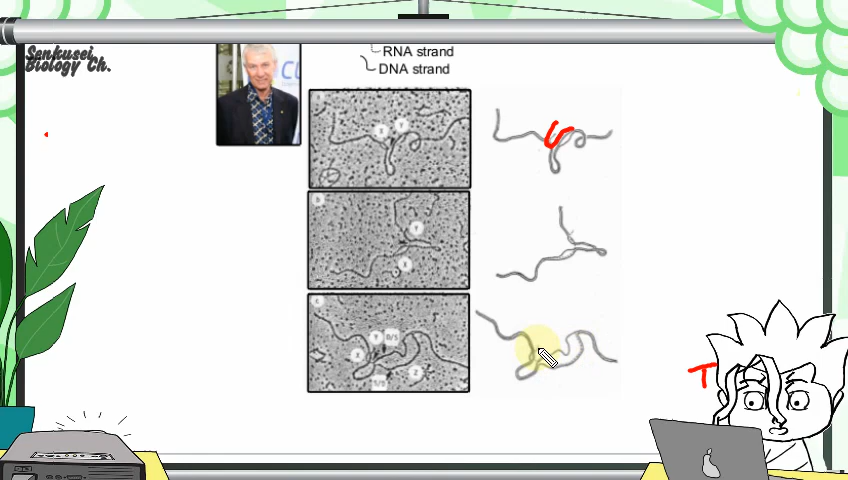 Senkusei
Biology Ch.
RNA strand
DNA strand
X
Y
b
Y
X
c
Y
X
Z
T